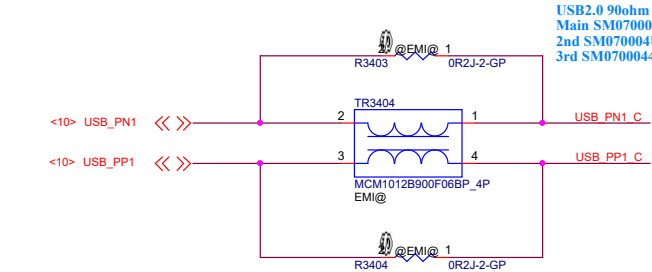 USB2.0 90ohm
Main SM07000
2nd SM070004
3rd SM0700044
2 @EMI@ 1
R3403 0R2J-2-GP
TR3404
<10> USB_PN1 2 1 USB_PN1_C
<10> USB_PP1 3 4 USB_PP1_C
MCM1012B900F06BP_4P
EMI@
@EMI@ 1
R3404 0R2J-2-GP